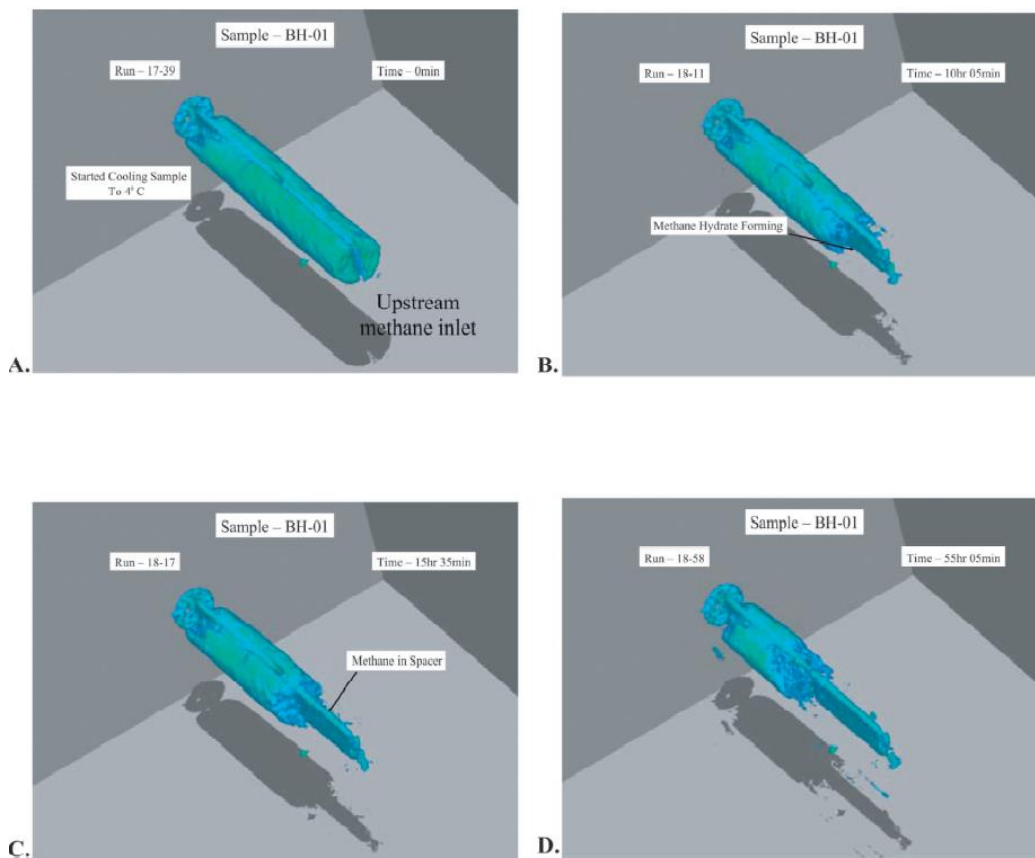 Sample – BH-01
Run – 17-39
Time – 0min
Started Cooling Sample
To 4° C
Upstream
methane inlet
A.
Sample – BH-01
Run – 18-11
Time – 10hr 05min
Methane Hydrate Forming
B.
Sample – BH-01
Run – 18-17
Time – 15hr 35min
Methane in Spacer
C.
Sample – BH-01
Run – 18-58
Time – 55hr 05min
D.